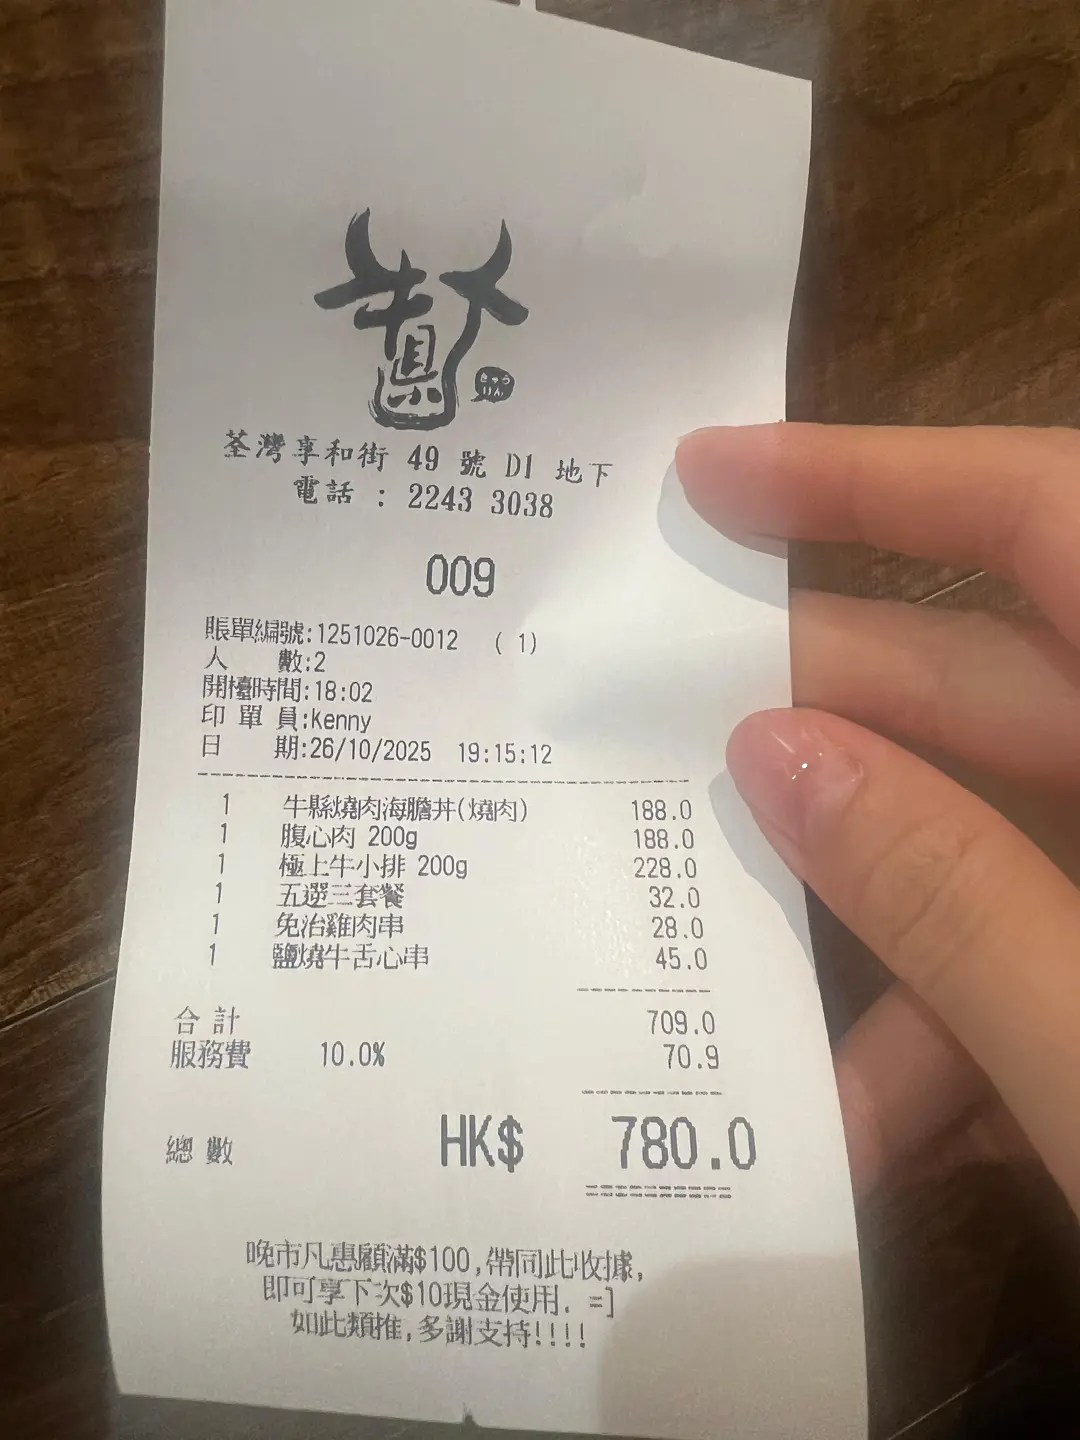 牛縣
きゅう
けん
荃灣享和街 49 號 D1 地下
電話 : 2243 3038
009
賬單編號:1251026-0012 ( 1)
人 數:2
開檯時間:18:02
印 單 員:kenny
日 期:26/10/2025 19:15:12
1 牛縣燒肉海膽丼(燒肉) 188.0
1 腹心肉 200g 188.0
1 極上牛小排 200g 228.0
1 五選三套餐 32.0
1 免治雞肉串 28.0
1 鹽燒牛舌心串 45.0
合 計 709.0
服務費 10.0% 70.9
總 數 HK$ 780.0
晚市凡惠顧滿$100,帶同此收據,
即可享下次$10現金使用. =]
如此類推,多謝支持!!!!